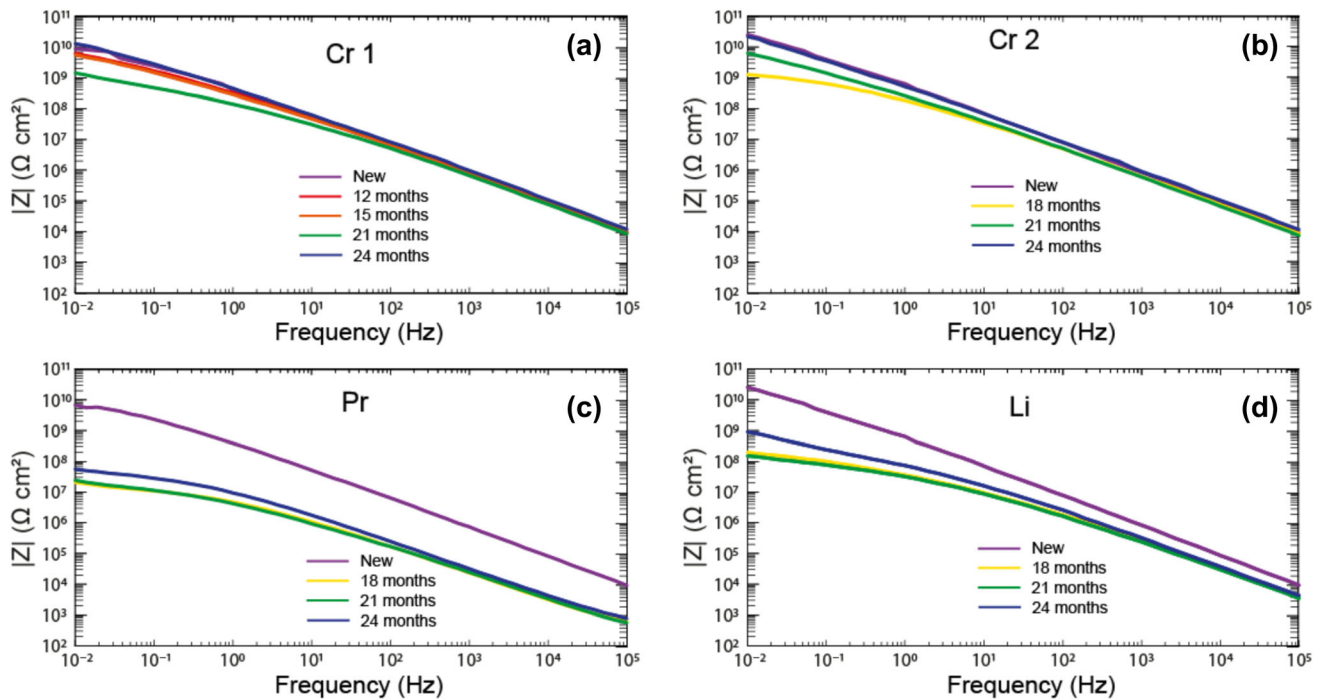 Cr 1
(a)
|Z| (Ω cm²)
10¹¹
10¹⁰
10⁹
10⁸
10⁷
10⁶
10⁵
10⁴
10³
10²
New
12 months
15 months
21 months
24 months
10⁻² 10⁻¹ 10⁰ 10¹ 10² 10³ 10⁴ 10⁵
Frequency (Hz)
Cr 2
(b)
|Z| (Ω cm²)
10¹¹
10¹⁰
10⁹
10⁸
10⁷
10⁶
10⁵
10⁴
10³
10²
New
18 months
21 months
24 months
10⁻² 10⁻¹ 10⁰ 10¹ 10² 10³ 10⁴ 10⁵
Frequency (Hz)
Pr
(c)
|Z| (Ω cm²)
10¹¹
10¹⁰
10⁹
10⁸
10⁷
10⁶
10⁵
10⁴
10³
10²
New
18 months
21 months
24 months
10⁻² 10⁻¹ 10⁰ 10¹ 10² 10³ 10⁴ 10⁵
Frequency (Hz)
Li
(d)
|Z| (Ω cm²)
10¹¹
10¹⁰
10⁹
10⁸
10⁷
10⁶
10⁵
10⁴
10³
10²
New
18 months
21 months
24 months
10⁻² 10⁻¹ 10⁰ 10¹ 10² 10³ 10⁴ 10⁵
Frequency (Hz)